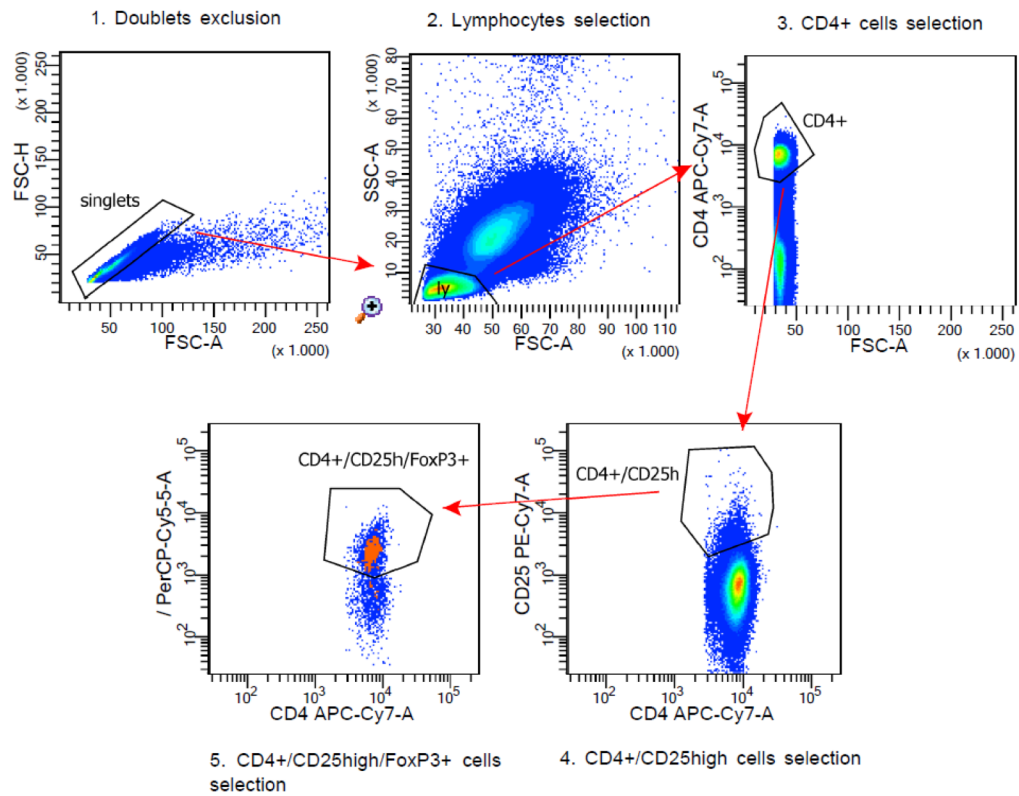 1. Doublets exclusion
2. Lymphocytes selection
3. CD4+ cells selection
(x 1.000)
FSC-H
250
200
150
100
50
singlets
50 100 150 200 250
FSC-A
(x 1.000)
(x 1.000)
SSC-A
80
70
60
50
40
30
20
10
ly
30 40 50 60 70 80 90 100 110
FSC-A
(x 1.000)
CD4 APC-Cy7-A
10^5
10^4
10^3
10^2
CD4+
50 100 150 200 250
FSC-A
(x 1.000)
/ PerCP-Cy5-5-A
10^5
10^4
10^3
10^2
CD4+/CD25h/FoxP3+
10^2 10^3 10^4 10^5
CD4 APC-Cy7-A
CD25 PE-Cy7-A
10^5
10^4
10^3
10^2
CD4+/CD25h
10^2 10^3 10^4 10^5
CD4 APC-Cy7-A
5. CD4+/CD25high/FoxP3+ cells
selection
4. CD4+/CD25high cells selection